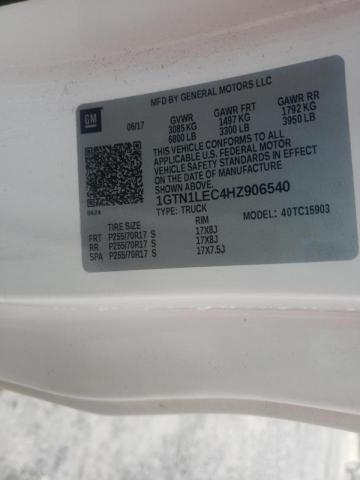 GM
MFD BY GENERAL MOTORS LLC
06/17
GVWR GAWR FRT GAWR RR
3085 KG 1497 KG 1792 KG
6800 LB 3300 LB 3950 LB
THIS VEHICLE CONFORMS TO ALL
APPLICABLE U.S. FEDERAL MOTOR
VEHICLE SAFETY STANDARDS IN
EFFECT ON THE DATE OF
MANUFACTURE SHOWN ABOVE.
1GTN1LEC4HZ906540
TYPE: TRUCK MODEL: 40TC15903
TIRE SIZE RIM
FRT P255/70R17 S 17X8J
RR P255/70R17 S 17X8J
SPA P255/70R17 S 17X7.5J